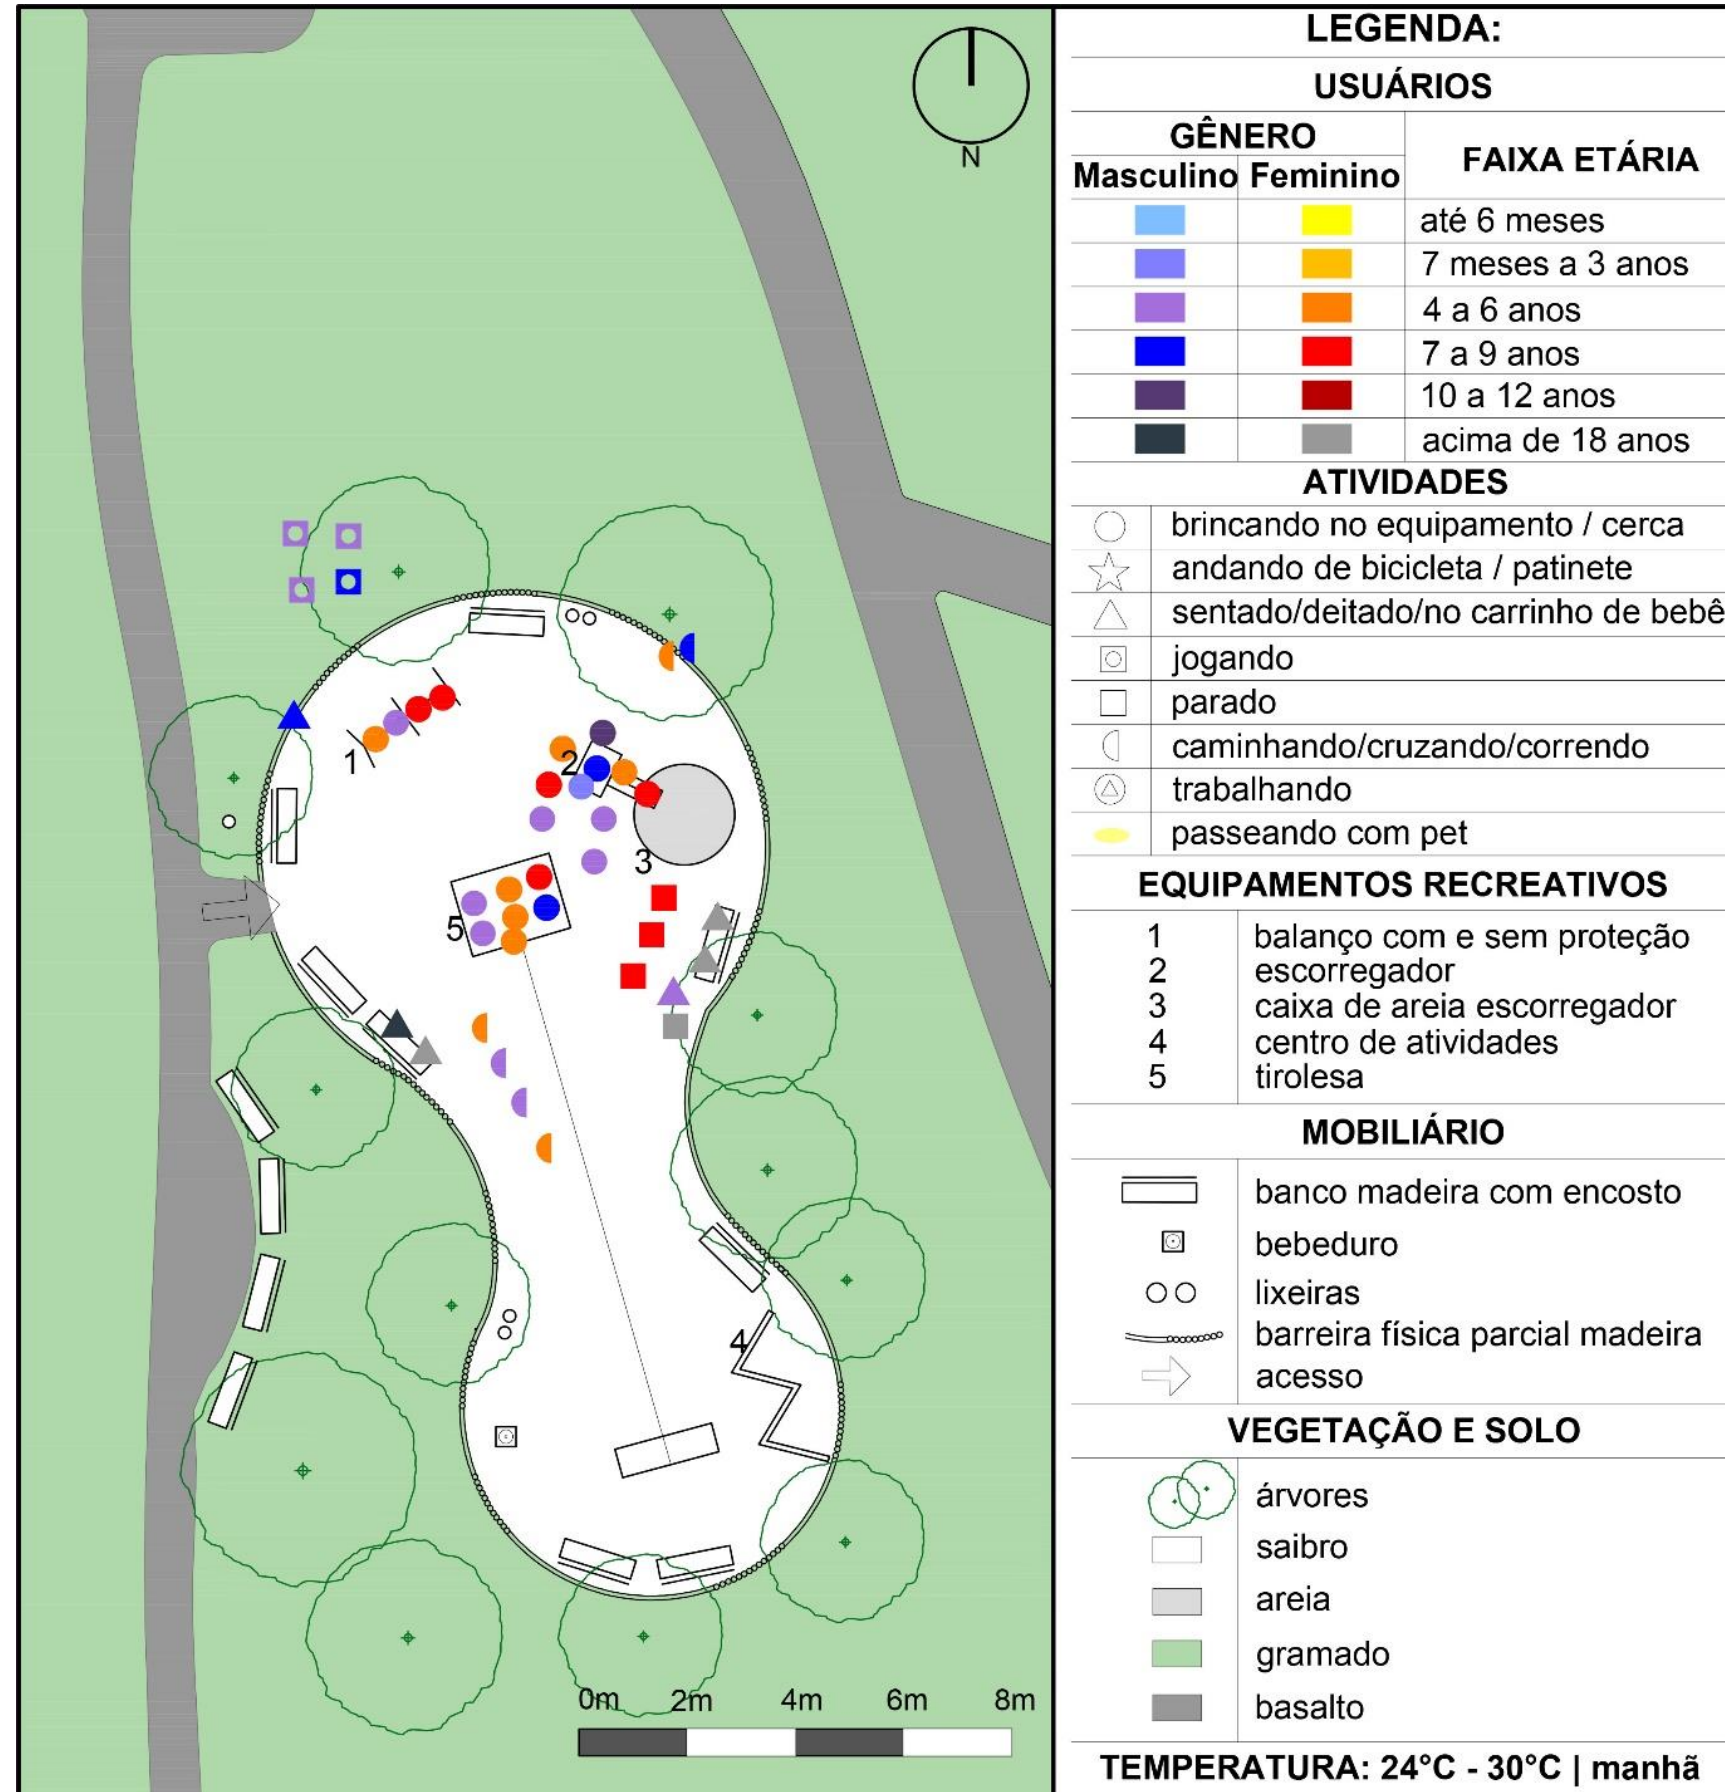 N
1
2
3
5
4
0m 2m 4m 6m 8m
LEGENDA:
USUÁRIOS
GÊNERO
FAIXA ETÁRIA
Masculino Feminino
até 6 meses
7 meses a 3 anos
4 a 6 anos
7 a 9 anos
10 a 12 anos
acima de 18 anos
ATIVIDADES
brincando no equipamento / cerca
andando de bicicleta / patinete
sentado/deitado/no carrinho de bebê
jogando
parado
caminhando/cruzando/correndo
trabalhando
passeando com pet
EQUIPAMENTOS RECREATIVOS
1 balanço com e sem proteção
2 escorregador
3 caixa de areia escorregador
4 centro de atividades
5 tirolesa
MOBILIÁRIO
banco madeira com encosto
bebeduro
lixeiras
barreira física parcial madeira
acesso
VEGETAÇÃO E SOLO
árvores
saibro
areia
gramado
basalto
TEMPERATURA: 24°C - 30°C | manhã